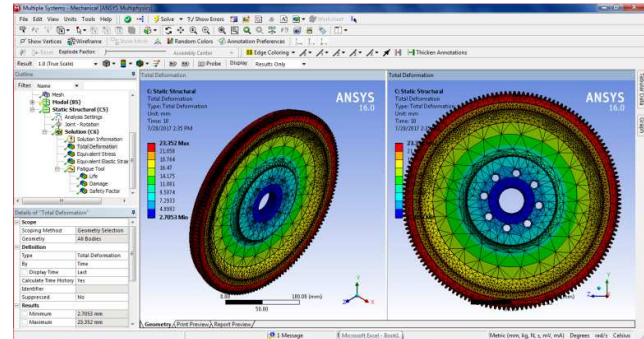 Multiple Systems - Mechanical [ANSYS Multiphysics]
File Edit View Units Tools Help Solve ?/Show Errors Worksheet
Show Vertices Wireframe Show Mesh Random Colors Annotation Preferences
Reset Explode Factor: Assembly Center Edge Coloring Thicken Annotations
Result 1.0 (True Scale) Probe Display Results Only
Outline
Filter: Name
Mesh
Modal (B5)
Static Structural (C5)
Analysis Settings
Joint - Rotation
Solution (C6)
Solution Information
Total Deformation
Equivalent Stress
Equivalent Elastic Strain
Fatigue Tool
Life
Damage
Safety Factor
Details of "Total Deformation"
Scope
Scoping Method Geometry Selection
Geometry All Bodies
Definition
Type Total Deformation
By Time
Display Time Last
Calculate Time History Yes
Identifier
Suppressed No
Results
Minimum 2.7053 mm
Maximum 23.352 mm
Total Deformation
C: Static Structural
Total Deformation
Type: Total Deformation
Unit: mm
Time: 10
7/28/2017 2:35 PM
23.352 Max
21.058
18.764
16.47
14.175
11.881
9.5874
7.2933
4.9993
2.7053 Min
ANSYS
16.0
0.00 100.00 (mm)
50.00
Total Deformation
C: Static Structural
Total Deformation
Type: Total Deformation
Unit: mm
Time: 10
7/28/2017 2:35 PM
ANSYS
16.0
Tabular Data
Graph
Geometry Print Preview Report Preview
1 Message Microsoft Excel - Book1 Metric (mm, kg, N, s, mV, mA) Degrees rad/s Celsius